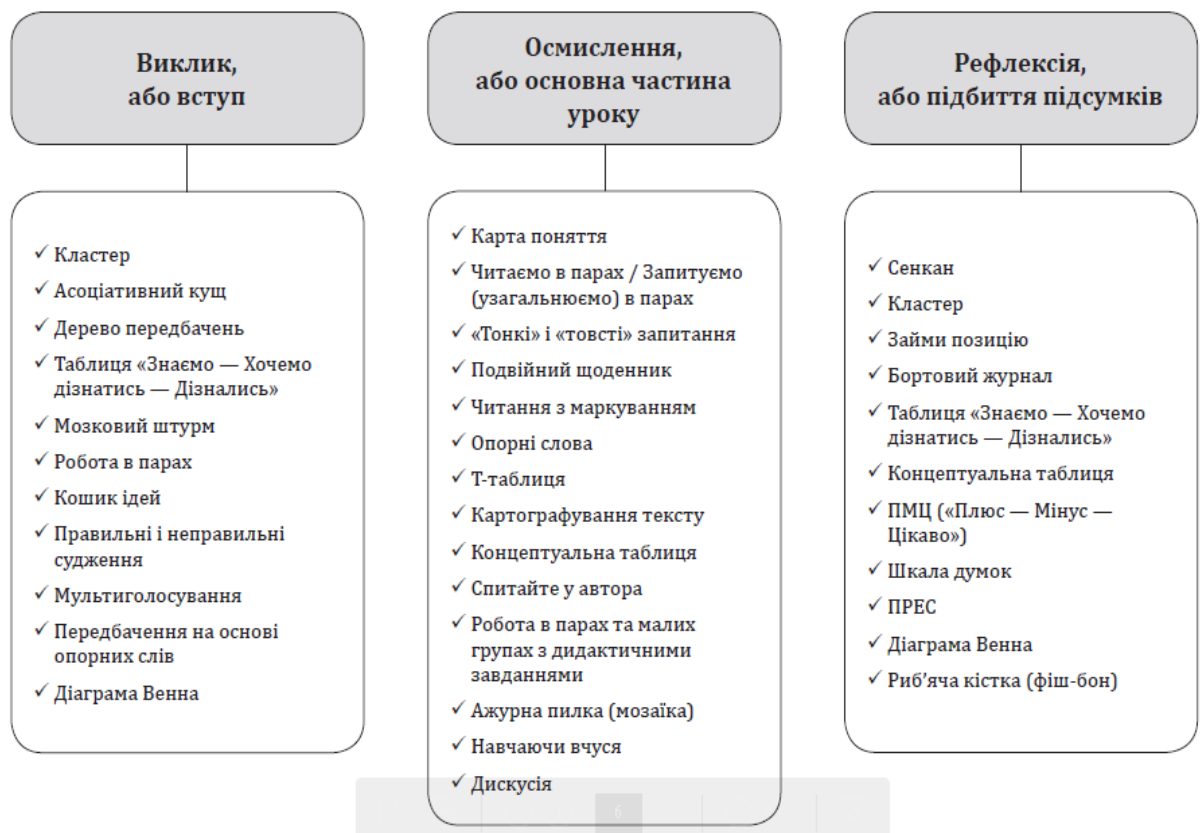 Виклик,
або вступ
✓ Кластер
✓ Асоціативний кущ
✓ Дерево передбачень
✓ Таблиця «Знаємо — Хочемо
дізнатись — Дізнались»
✓ Мозковий штурм
✓ Робота в парах
✓ Кошик ідей
✓ Правильні і неправильні
судження
✓ Мультиголосування
✓ Передбачення на основі
опорних слів
✓ Діаграма Венна
Осмислення,
або основна частина
уроку
✓ Карта поняття
✓ Читаємо в парах / Запитуємо
(узагальнюємо) в парах
✓ «Тонкі» і «товсті» запитання
✓ Подвійний щоденник
✓ Читання з маркуванням
✓ Опорні слова
✓ Т-таблиця
✓ Картографування тексту
✓ Концептуальна таблиця
✓ Спитайте у автора
✓ Робота в парах та малих
групах з дидактичними
завданнями
✓ Ажурна пилка (мозаїка)
✓ Навчаючи вчуся
✓ Дискусія
6
Рефлексія,
або підбиття підсумків
✓ Сенкан
✓ Кластер
✓ Займи позицію
✓ Бортовий журнал
✓ Таблиця «Знаємо — Хочемо
дізнатись — Дізнались»
✓ Концептуальна таблиця
✓ ПМЦ («Плюс — Мінус —
Цікаво»)
✓ Шкала думок
✓ ПРЕС
✓ Діаграма Венна
✓ Риб’яча кістка (фіш-бон)